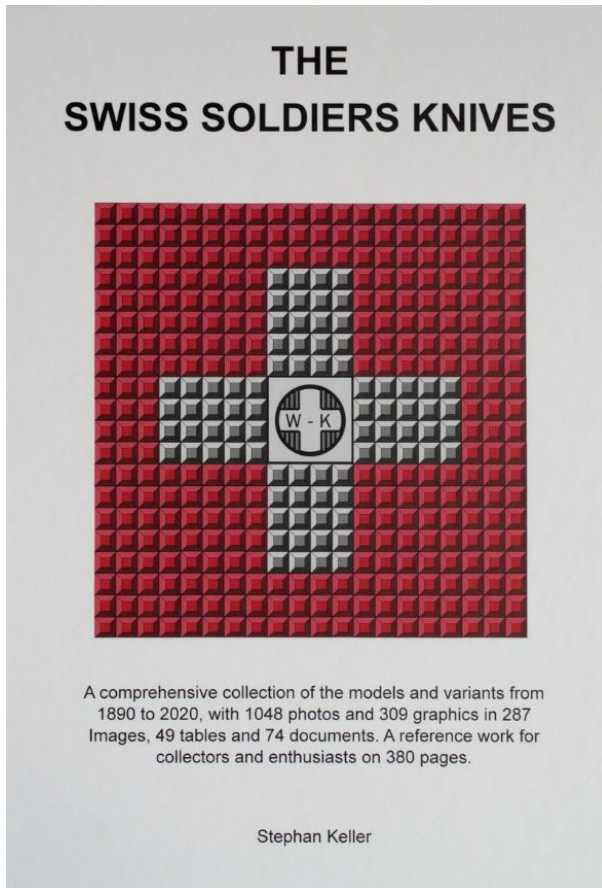 THE
SWISS SOLDIERS KNIVES
W - K
A comprehensive collection of the models and variants from
1890 to 2020, with 1048 photos and 309 graphics in 287
Images, 49 tables and 74 documents. A reference work for
collectors and enthusiasts on 380 pages.
Stephan Keller